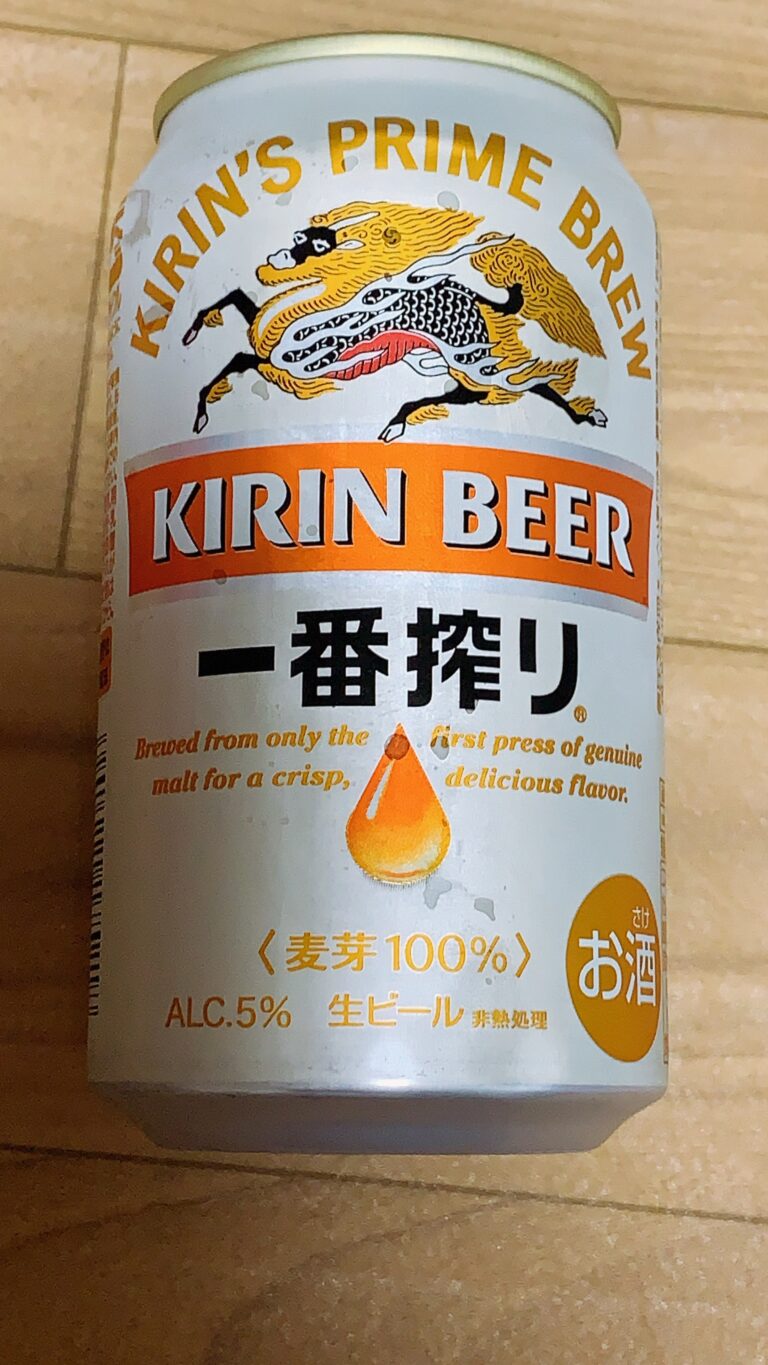 KIRIN'S PRIME BREW
KIRIN BEER
一番搾り®
Brewed from only the first press of genuine
malt for a crisp, delicious flavor.
〈麦芽100%〉
ALC.5% 生ビール 非熱処理
さけ
お酒